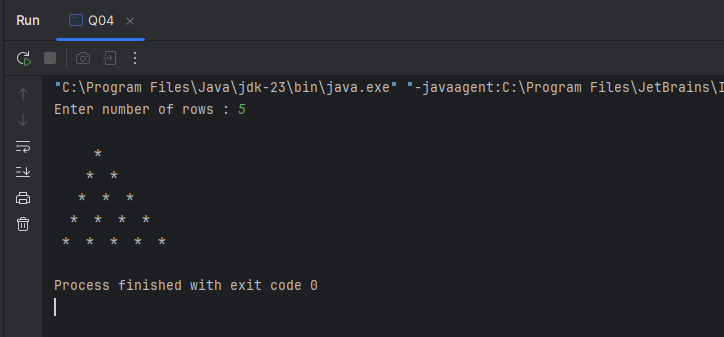 Run Q04
"C:\Program Files\Java\jdk-23\bin\java.exe" "-javaagent:C:\Program Files\JetBrains\I
Enter number of rows : 5
     *
    *  *
   *  *  *
  *  *  *  *
 *  *  *  *  *
Process finished with exit code 0